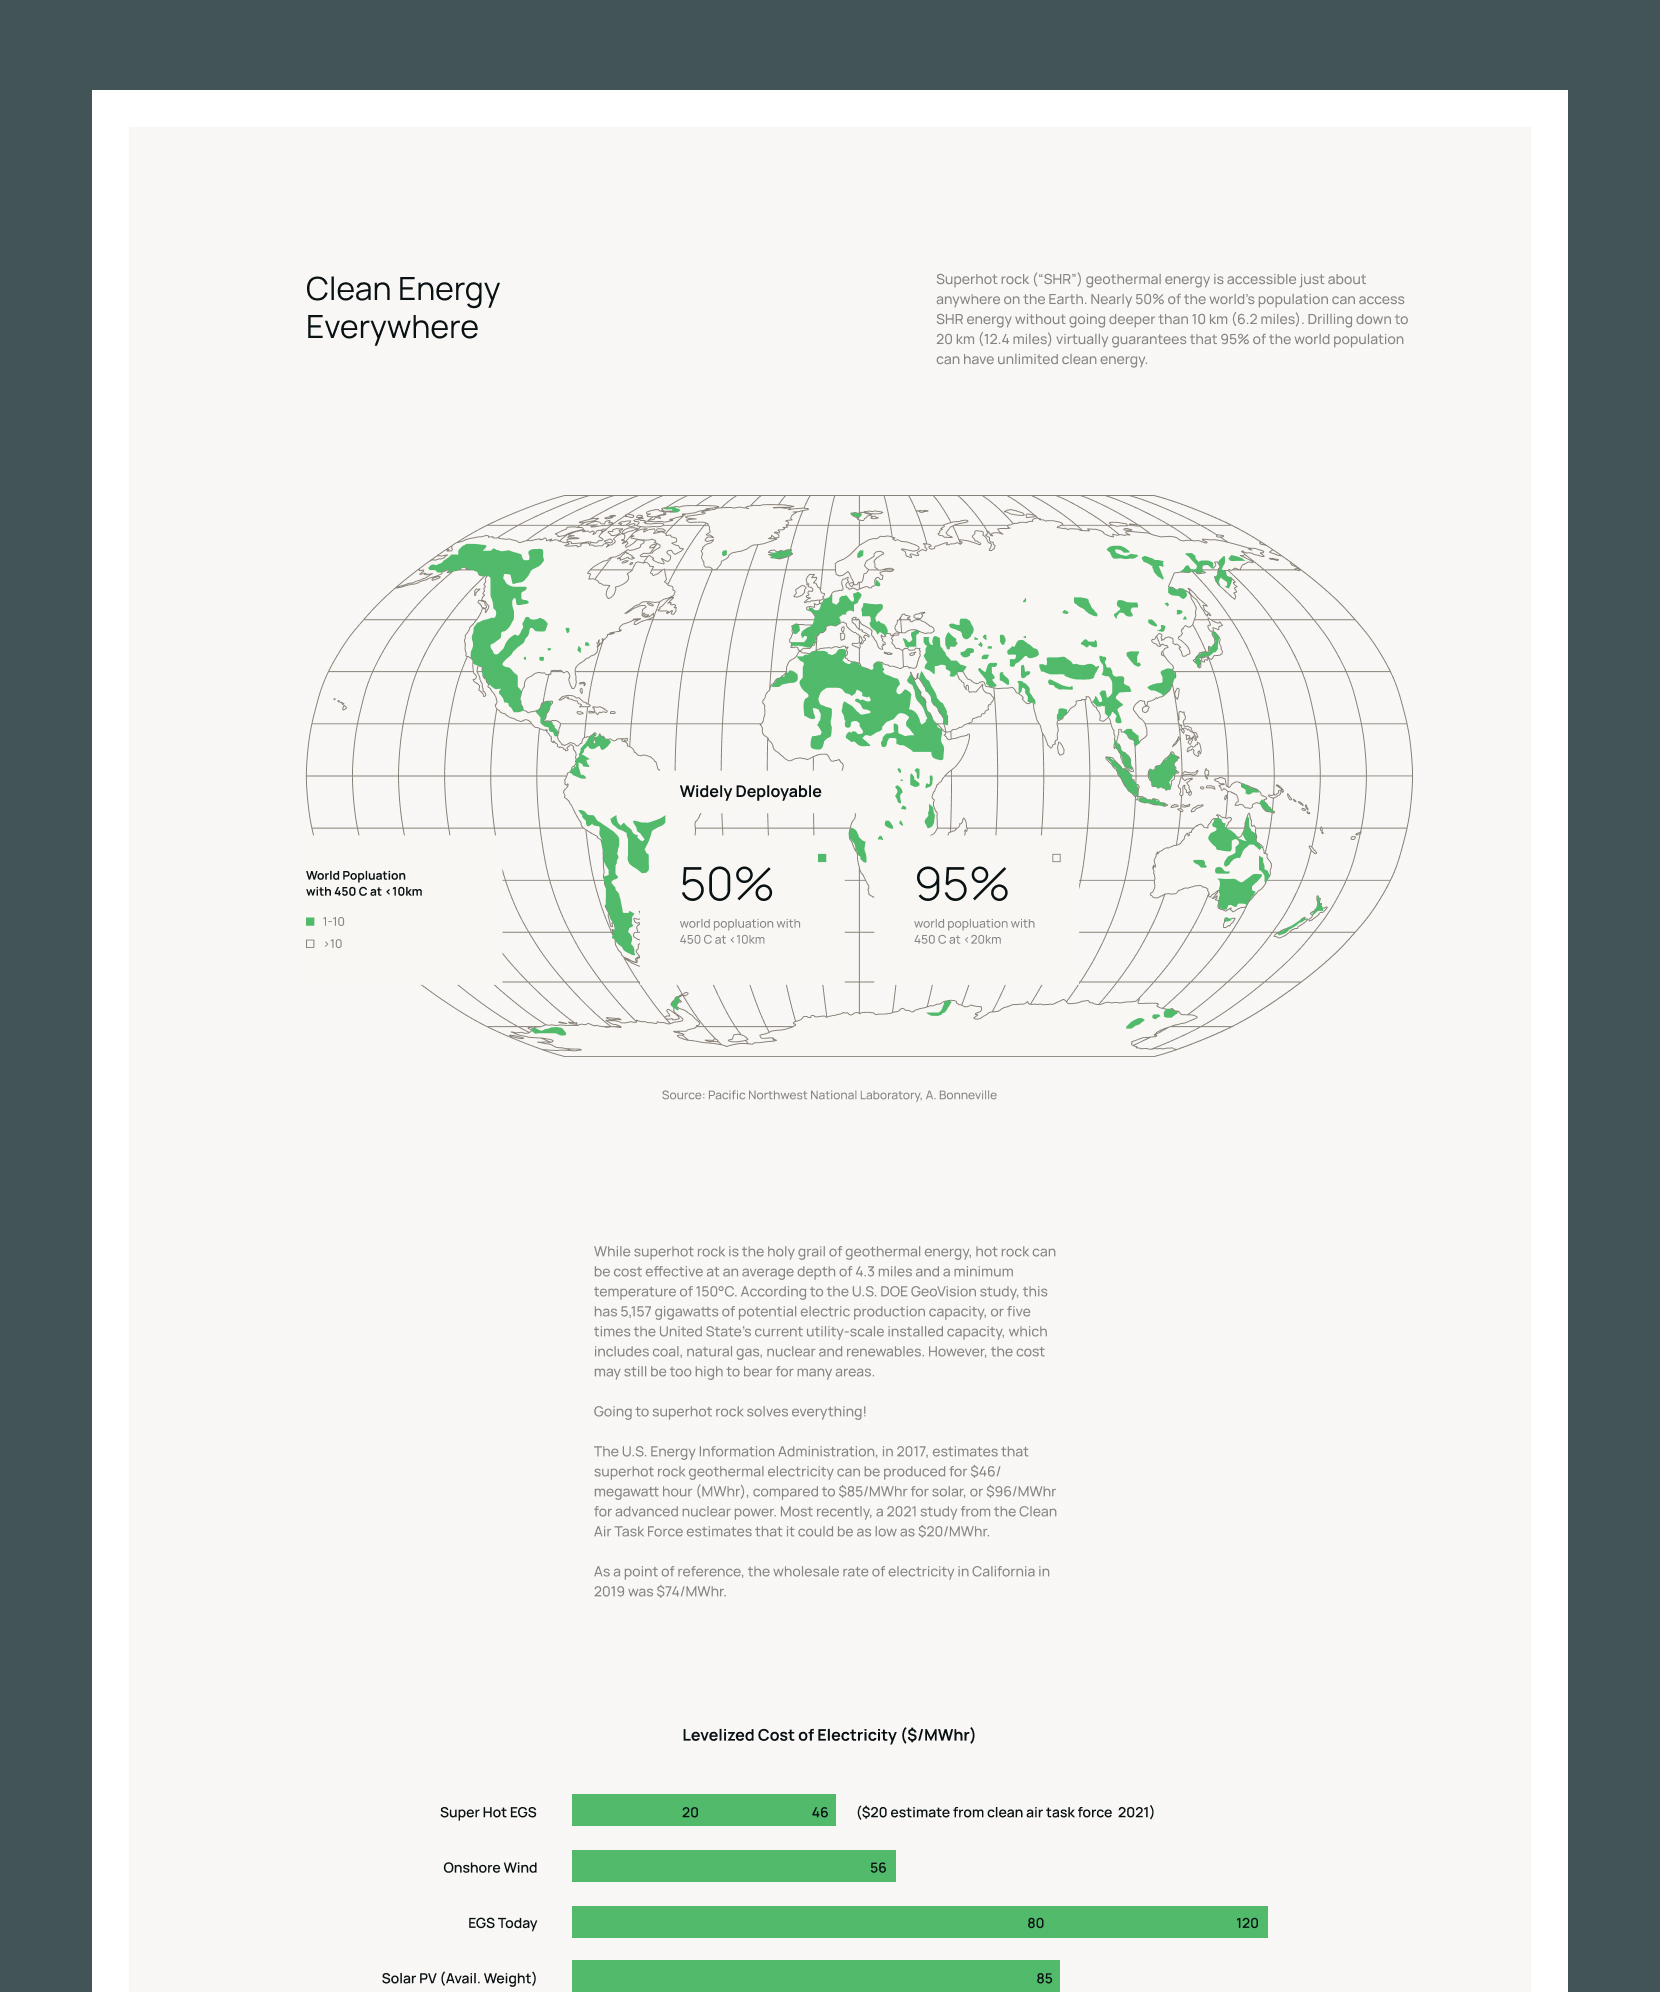 Clean Energy
Everywhere
Superhot rock (“SHR”) geothermal energy is accessible just about
anywhere on the Earth. Nearly 50% of the world’s population can access
SHR energy without going deeper than 10 km (6.2 miles). Drilling down to
20 km (12.4 miles) virtually guarantees that 95% of the world population
can have unlimited clean energy.
Widely Deployable
World Popluation
with 450 C at <10km
1-10
>10
50%
world popluation with
450 C at <10km
95%
world popluation with
450 C at <20km
Source: Pacific Northwest National Laboratory, A. Bonneville
While superhot rock is the holy grail of geothermal energy, hot rock can
be cost effective at an average depth of 4.3 miles and a minimum
temperature of 150°C. According to the U.S. DOE GeoVision study, this
has 5,157 gigawatts of potential electric production capacity, or five
times the United State’s current utility-scale installed capacity, which
includes coal, natural gas, nuclear and renewables. However, the cost
may still be too high to bear for many areas.
Going to superhot rock solves everything!
The U.S. Energy Information Administration, in 2017, estimates that
superhot rock geothermal electricity can be produced for $46/
megawatt hour (MWhr), compared to $85/MWhr for solar, or $96/MWhr
for advanced nuclear power. Most recently, a 2021 study from the Clean
Air Task Force estimates that it could be as low as $20/MWhr.
As a point of reference, the wholesale rate of electricity in California in
2019 was $74/MWhr.
Levelized Cost of Electricity ($/MWhr)
Super Hot EGS 20 46 ($20 estimate from clean air task force 2021)
Onshore Wind 56
EGS Today 80 120
Solar PV (Avail. Weight) 85